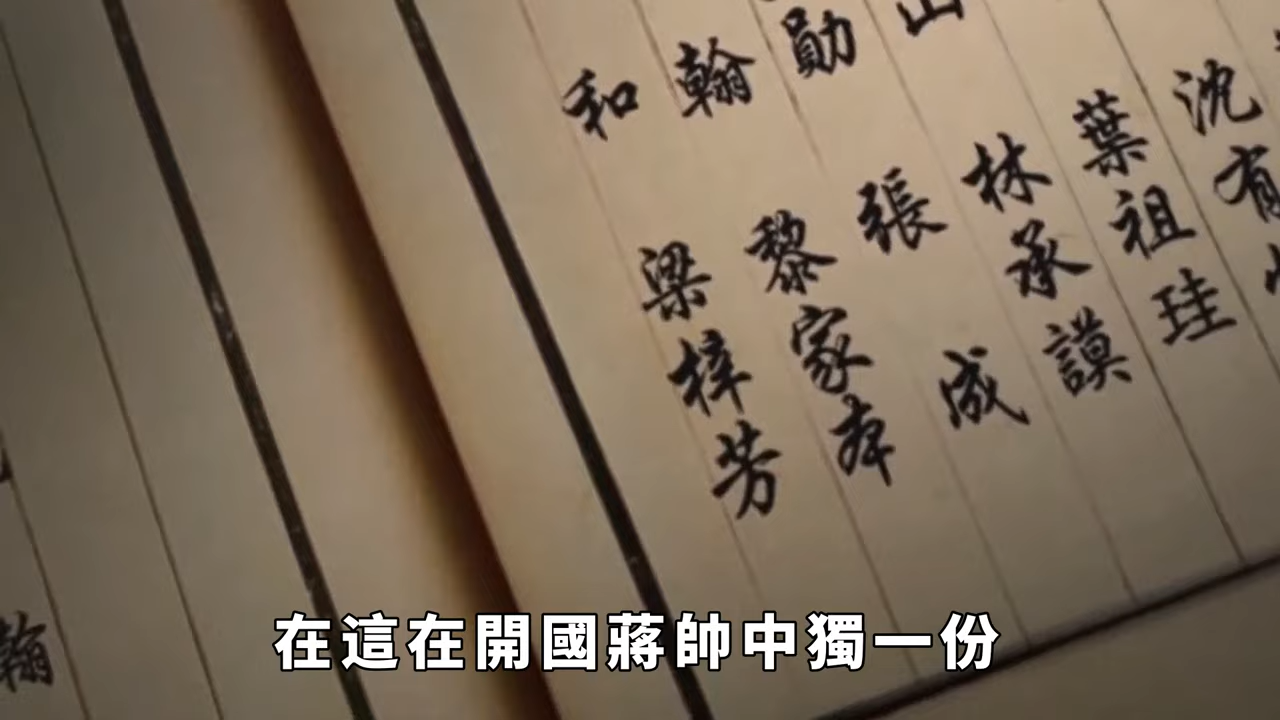 沈有
葉祖珪
山 林承謨
勛 張成
翰 黎家本
和 梁梓芳
翰
在這在開國蔣帥中獨一份